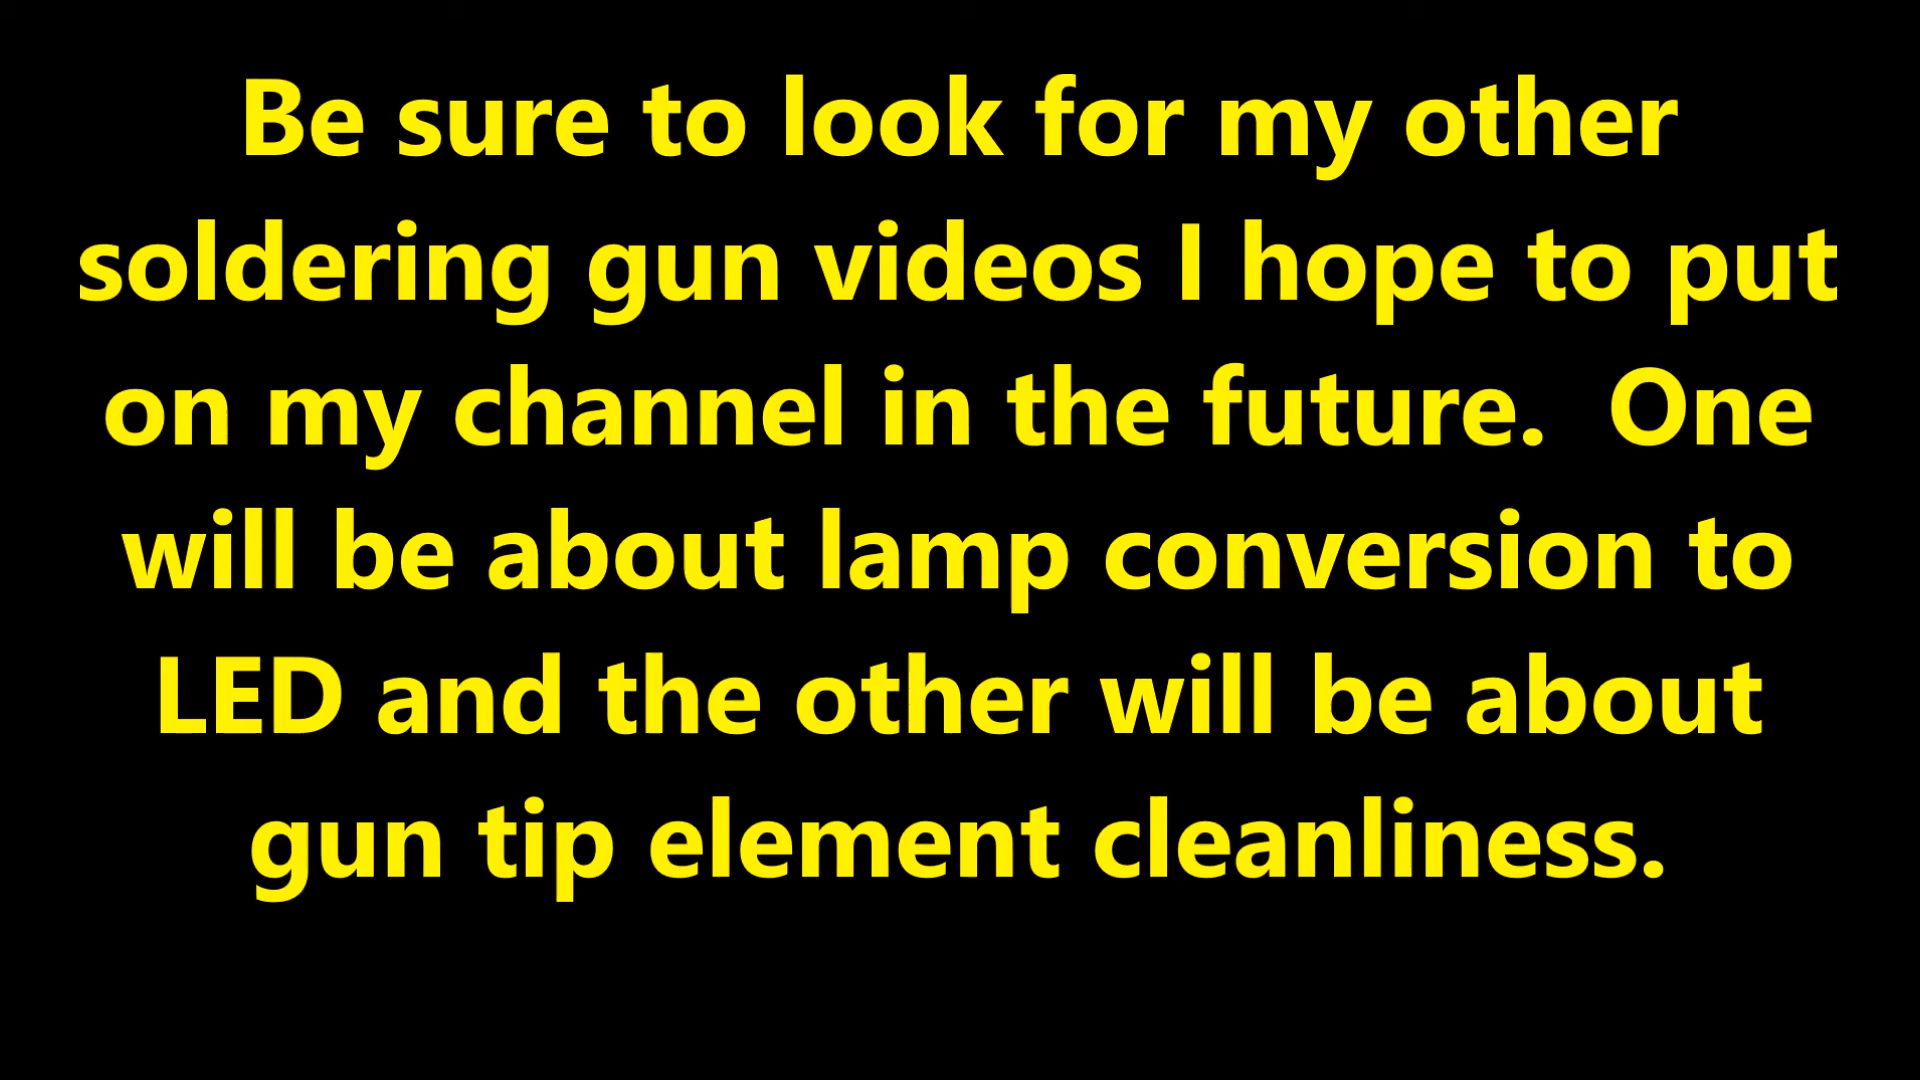 Be sure to look for my other
soldering gun videos I hope to put
on my channel in the future.  One
will be about lamp conversion to
LED and the other will be about
gun tip element cleanliness.